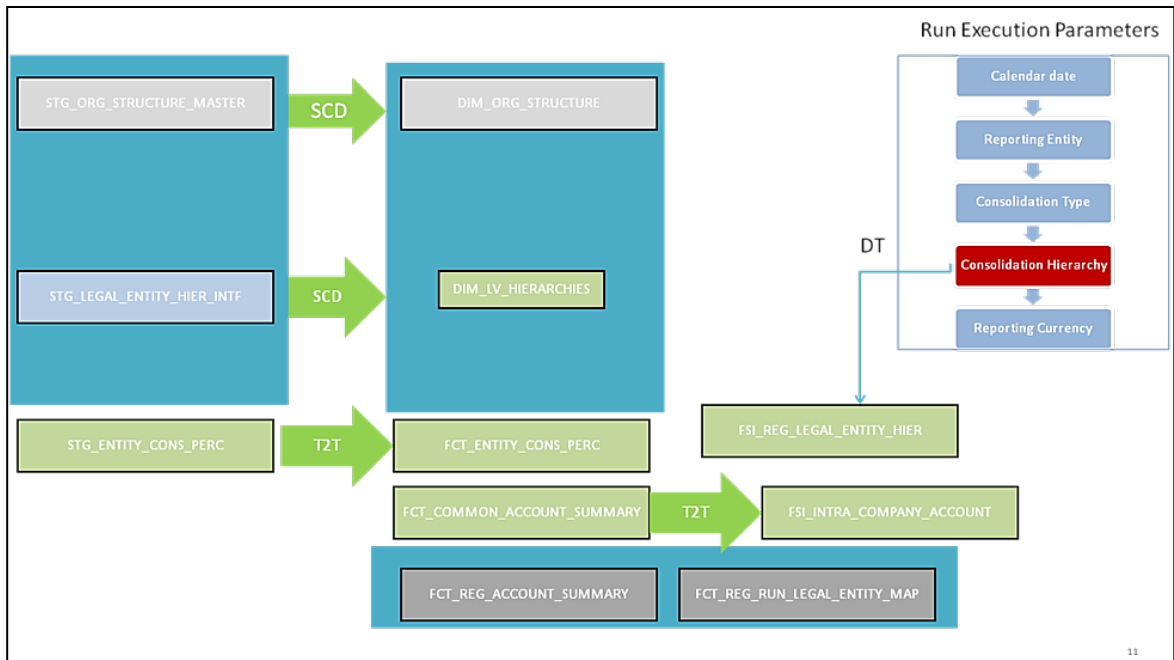 Run Execution Parameters
STG_ORG_STRUCTURE_MASTER
SCD
DIM_ORG_STRUCTURE
Calendar date
Reporting Entity
Consolidation Type
DT
Consolidation Hierarchy
STG_LEGAL_ENTITY_HIER_INTF
SCD
DIM_LV_HIERARCHIES
Reporting Currency
STG_ENTITY_CONS_PERC
T2T
FCT_ENTITY_CONS_PERC
FSI_REG_LEGAL_ENTITY_HIER
FCT_COMMON_ACCOUNT_SUMMARY
T2T
FSI_INTRA_COMPANY_ACCOUNT
FCT_REG_ACCOUNT_SUMMARY
FCT_REG_RUN_LEGAL_ENTITY_MAP
11